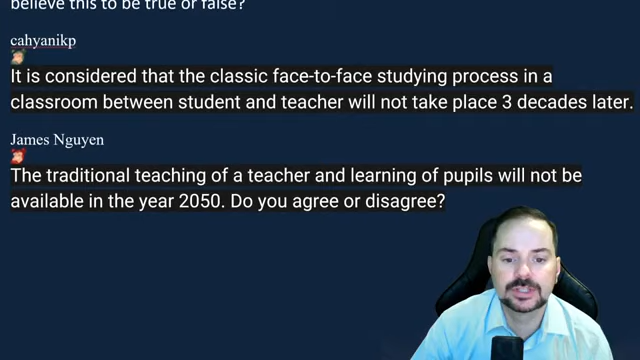 believe this to be true or false?
cahyanikp
It is considered that the classic face-to-face studying process in a
classroom between student and teacher will not take place 3 decades later.
James Nguyen
The traditional teaching of a teacher and learning of pupils will not be
available in the year 2050. Do you agree or disagree?